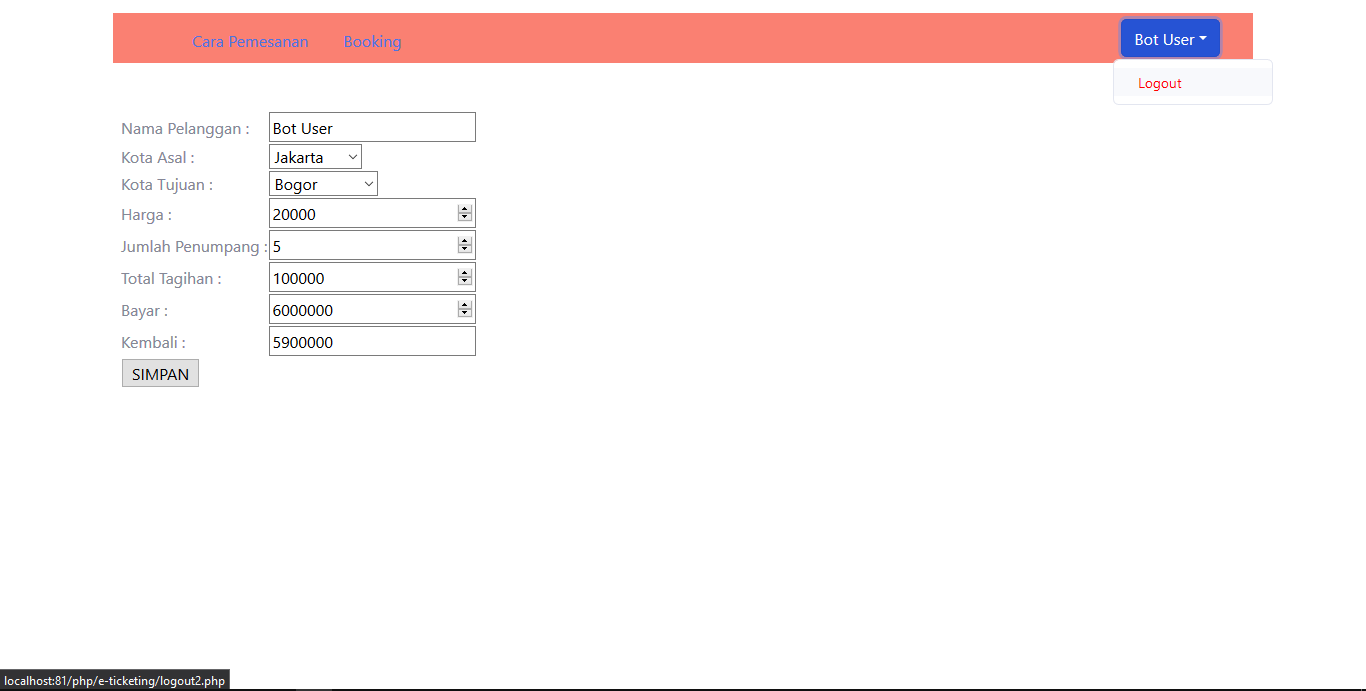 Cara Pemesanan Booking Bot User
Logout
Nama Pelanggan : Bot User
Kota Asal : Jakarta
Kota Tujuan : Bogor
Harga : 20000
Jumlah Penumpang : 5
Total Tagihan : 100000
Bayar : 6000000
Kembali : 5900000
SIMPAN
localhost:81/php/e-ticketing/logout2.php